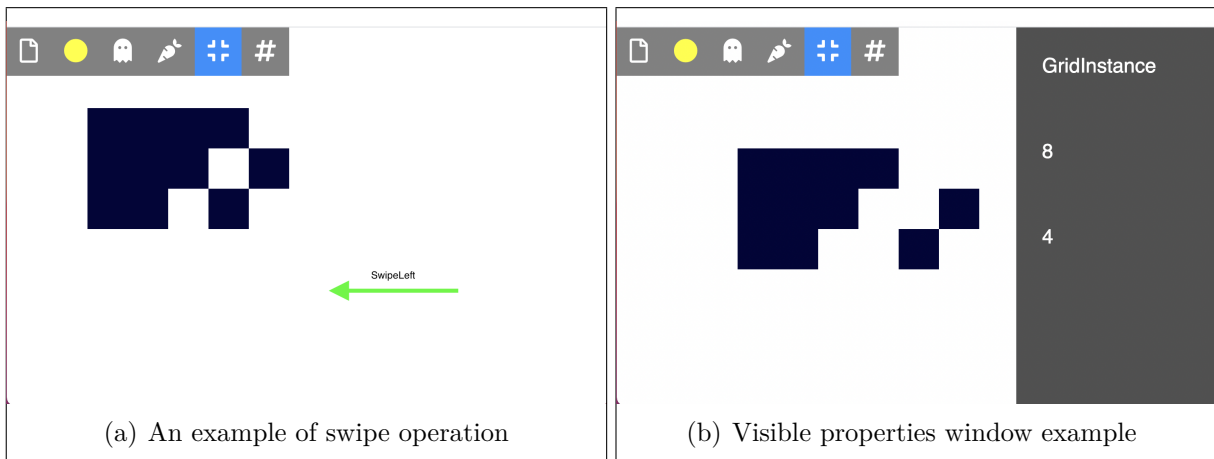 #
SwipeLeft
(a) An example of swipe operation
#
GridInstance
8
4
(b) Visible properties window example